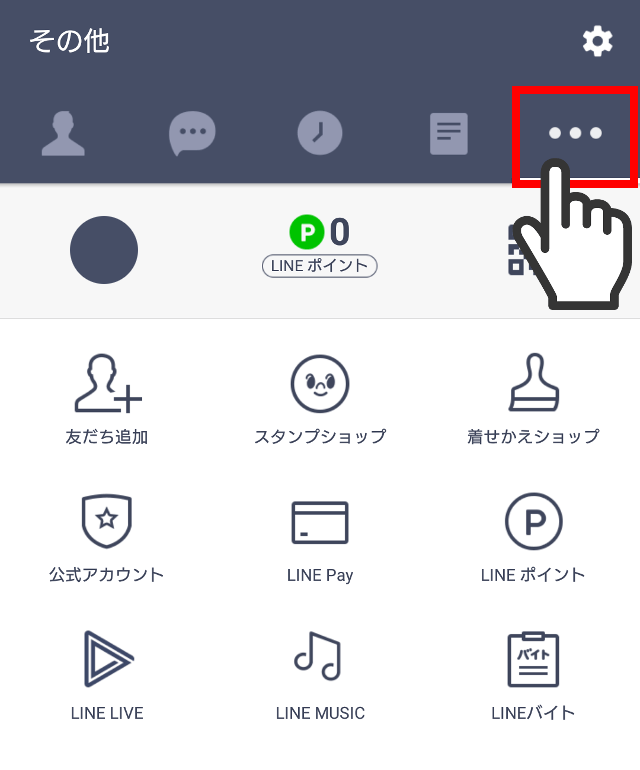 その他
P 0
LINE ポイント
友だち追加
スタンプショップ
着せかえショップ
公式アカウント
LINE Pay
P
LINE ポイント
LINE LIVE
LINE MUSIC
バイト
LINEバイト